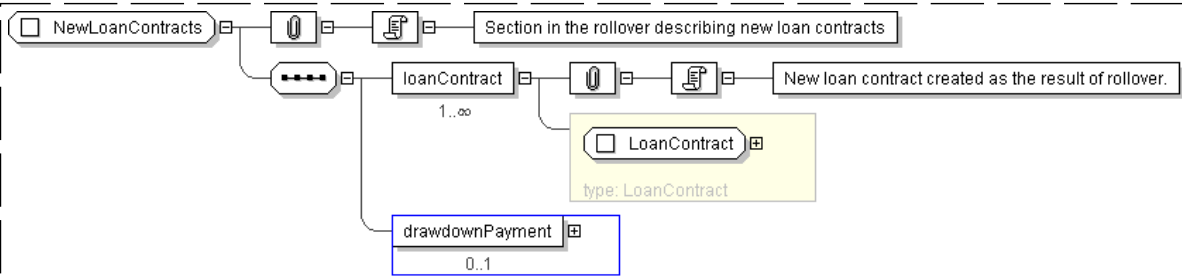 NewLoanContracts
Section in the rollover describing new loan contracts
loanContract
New loan contract created as the result of rollover.
1..∞
LoanContract
type: LoanContract
drawdownPayment
0..1